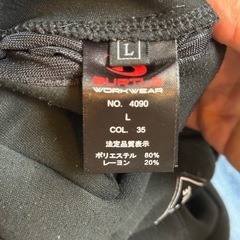 L
BURTLE
WORKWEAR
NO. 4090
L
COL. 35
法定品質表示
ポリエステル 80%
レーヨン 20%